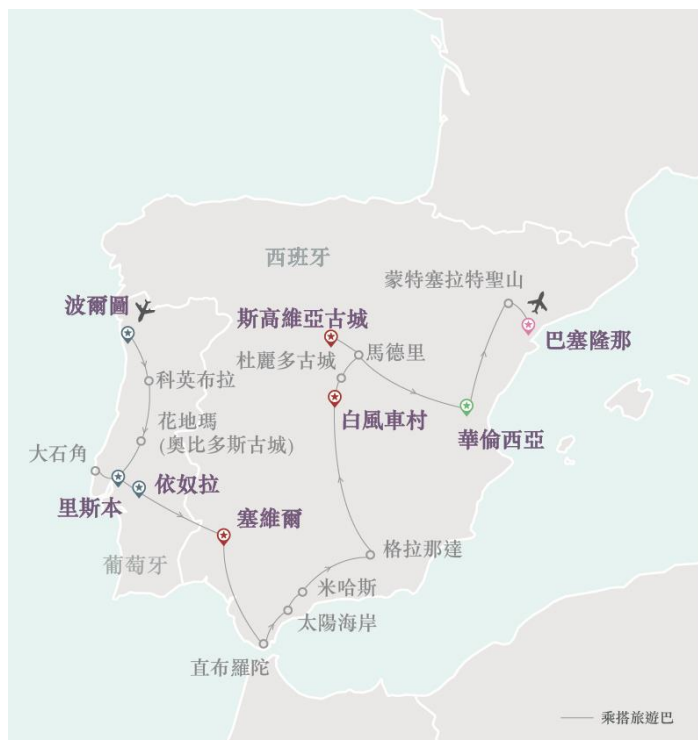 西班牙
蒙特塞拉特聖山
波爾圖
斯高維亞古城
巴塞隆那
杜麗多古城
馬德里
科英布拉
白風車村
華倫西亞
花地瑪
(奧比多斯古城)
大石角
里斯本
依奴拉
塞維爾
葡萄牙
格拉那達
米哈斯
太陽海岸
直布羅陀
乘搭旅遊巴